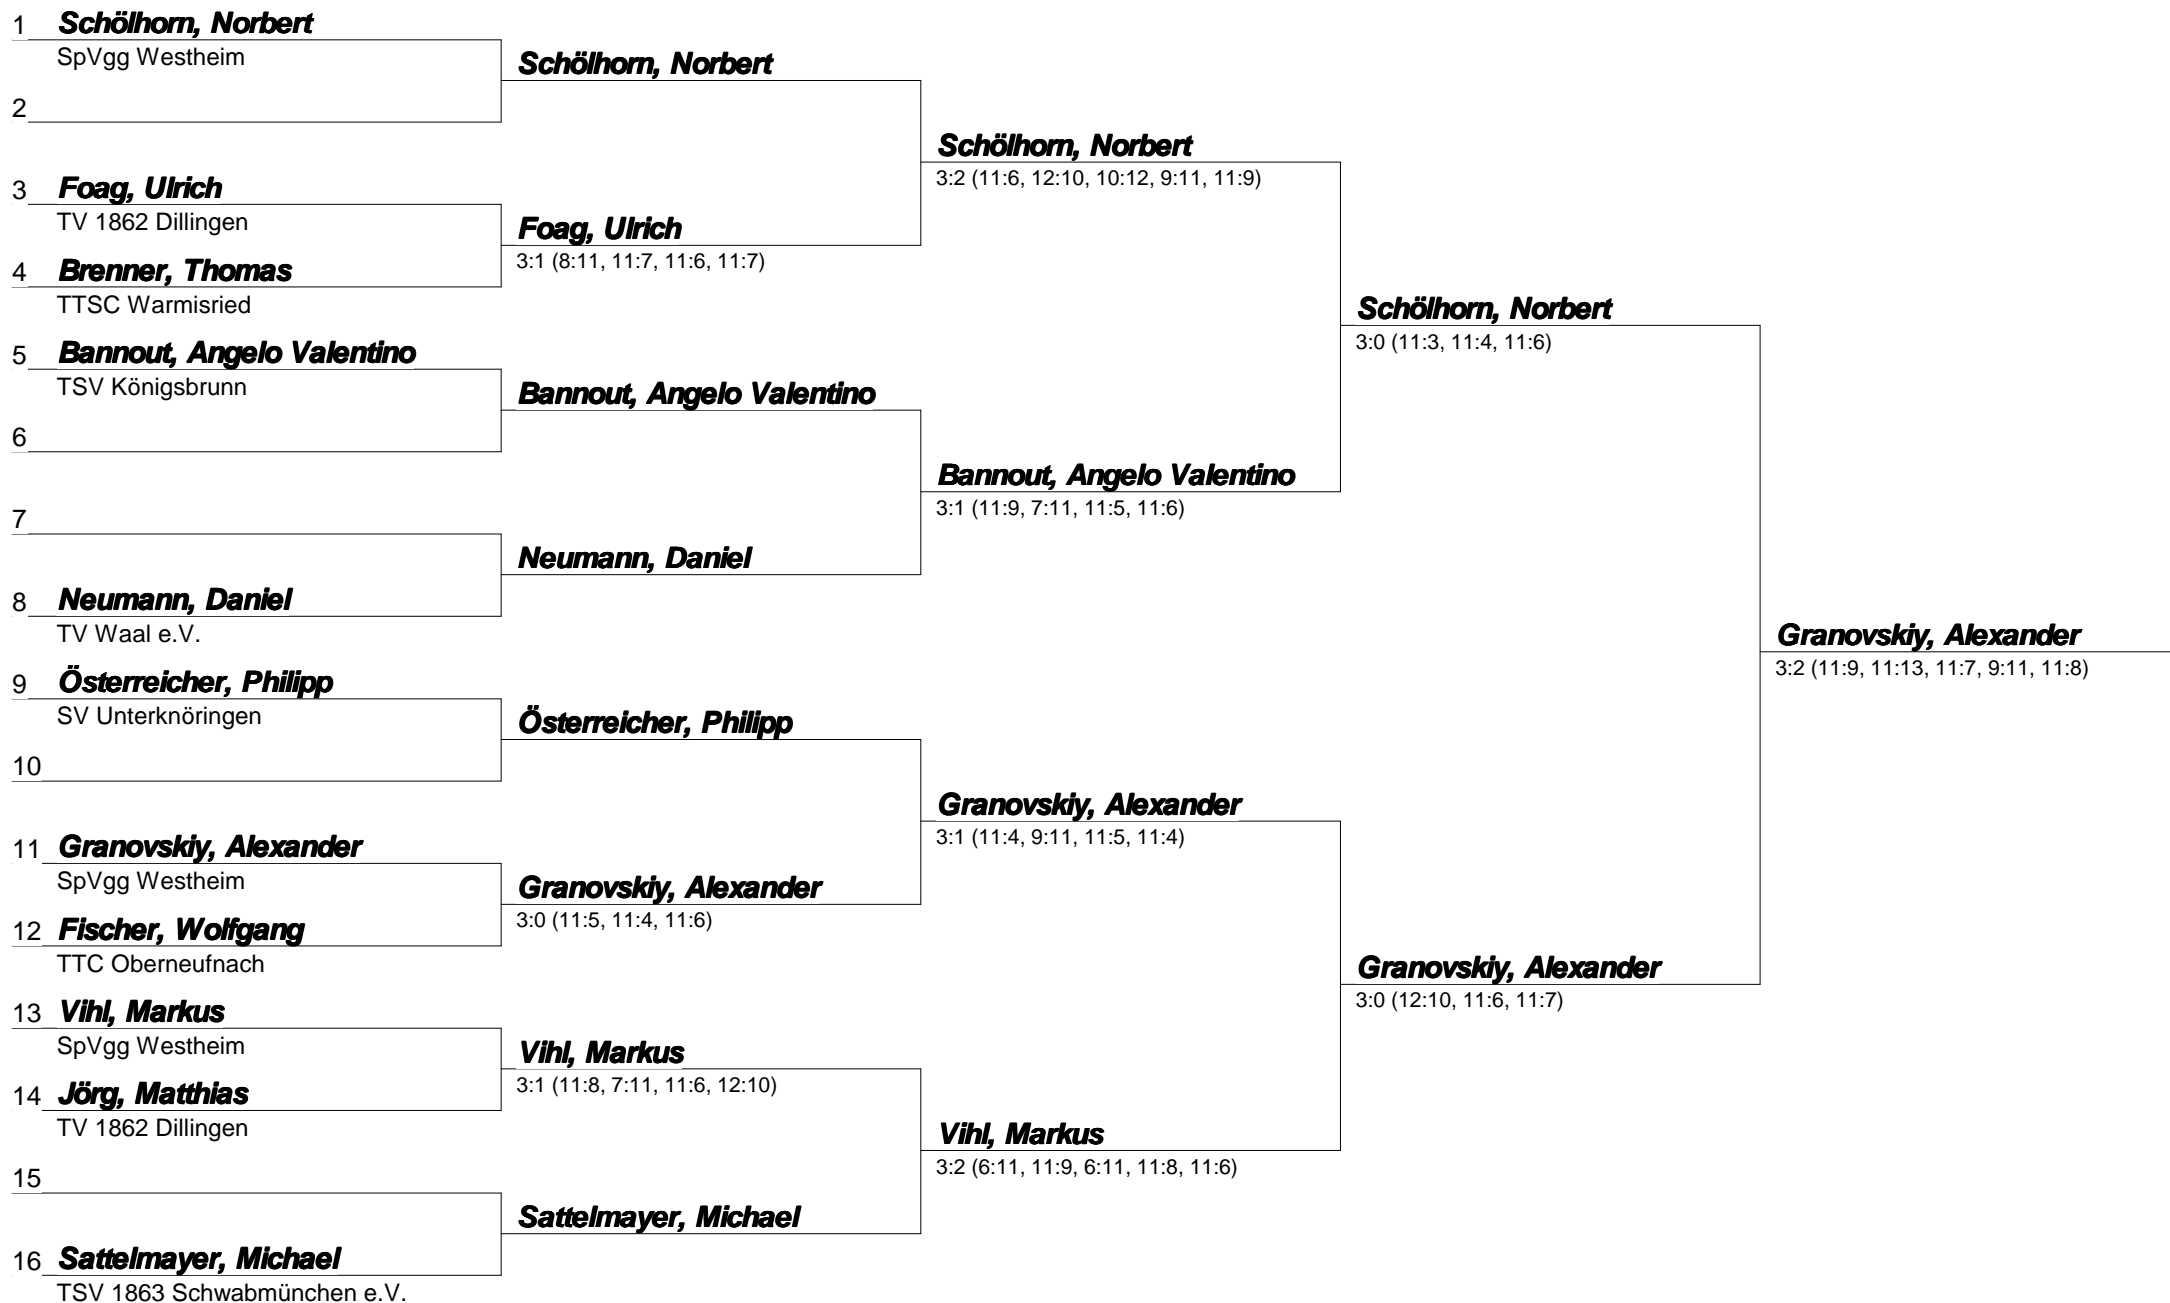 1 Schölhorn, Norbert
SpVgg Westheim
Schölhorn, Norbert
2
Schölhorn, Norbert
3:2 (11:6, 12:10, 10:12, 9:11, 11:9)
3 Foag, Ulrich
TV 1862 Dillingen
Foag, Ulrich
3:1 (8:11, 11:7, 11:6, 11:7)
4 Brenner, Thomas
TTSC Warmisried
Schölhorn, Norbert
3:0 (11:3, 11:4, 11:6)
5 Bannout, Angelo Valentino
TSV Königsbrunn
Bannout, Angelo Valentino
6
Bannout, Angelo Valentino
3:1 (11:9, 7:11, 11:5, 11:6)
7
Neumann, Daniel
8 Neumann, Daniel
TV Waal e.V.
Granovskiy, Alexander
3:2 (11:9, 11:13, 11:7, 9:11, 11:8)
9 Österreicher, Philipp
SV Unterknöringen
Österreicher, Philipp
10
Granovskiy, Alexander
3:1 (11:4, 9:11, 11:5, 11:4)
11 Granovskiy, Alexander
SpVgg Westheim
Granovskiy, Alexander
3:0 (11:5, 11:4, 11:6)
12 Fischer, Wolfgang
TTC Oberneufnach
Granovskiy, Alexander
3:0 (12:10, 11:6, 11:7)
13 Vihl, Markus
SpVgg Westheim
Vihl, Markus
3:1 (11:8, 7:11, 11:6, 12:10)
14 Jörg, Matthias
TV 1862 Dillingen
Vihl, Markus
3:2 (6:11, 11:9, 6:11, 11:8, 11:6)
15
Sattelmayer, Michael
16 Sattelmayer, Michael
TSV 1863 Schwabmünchen e.V.